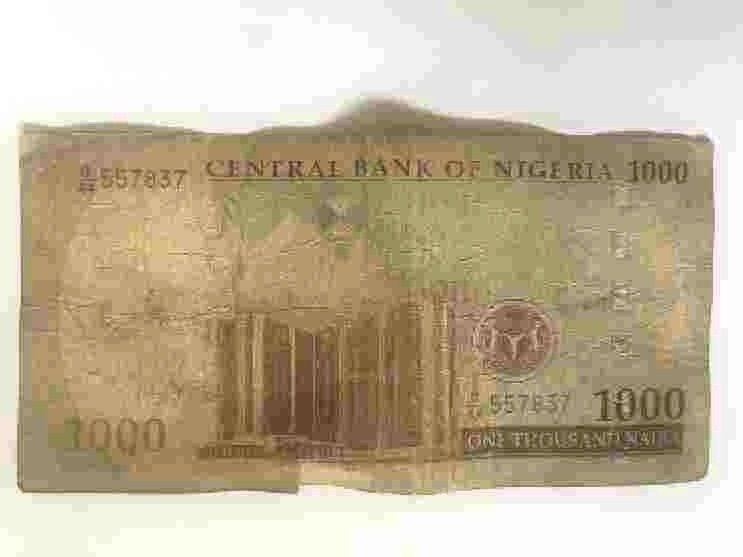 557837 CENTRAL BANK OF NIGERIA 1000
557837 1000
1000 ONE THOUSAND NAIRA